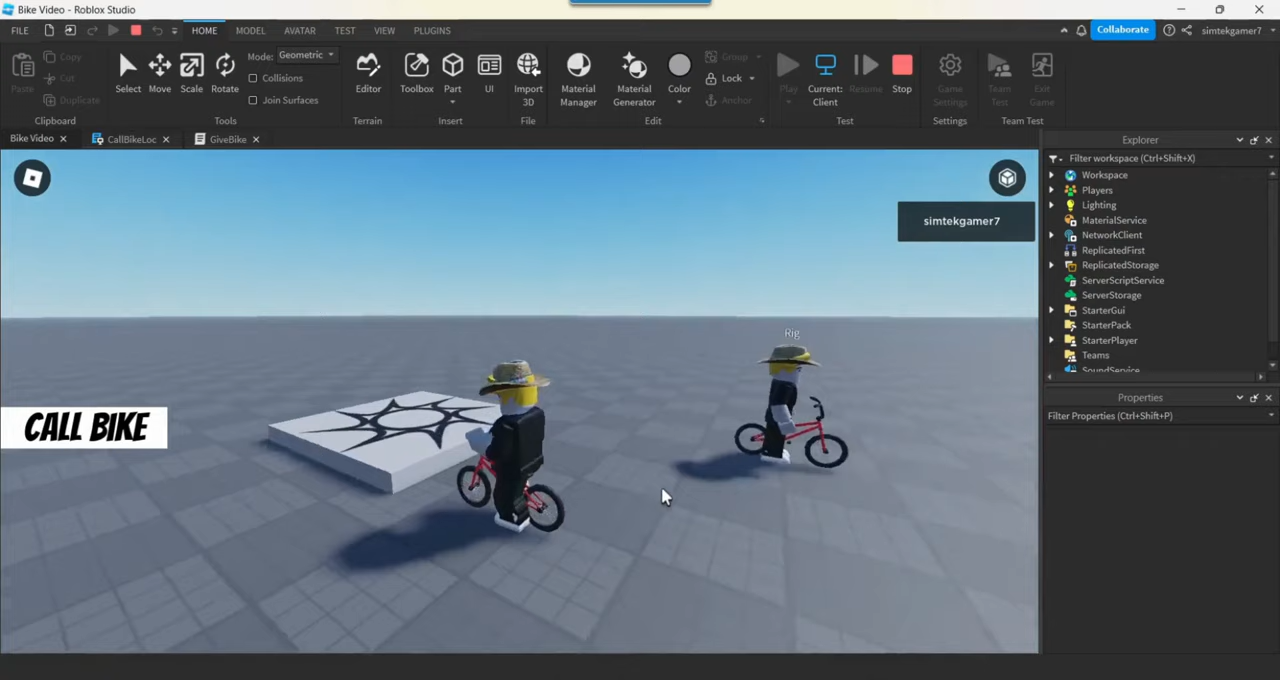 Bike Video - Roblox Studio
FILE HOME MODEL AVATAR TEST VIEW PLUGINS Collaborate simtekgamer7
Paste Copy Cut Duplicate Select Move Scale Rotate Mode: Geometric Collisions Join Surfaces Editor Toolbox Part UI Import 3D Material Manager Material Generator Color Group Lock Anchor Play Current: Client Resume Stop Game Settings Team Test Exit Game
Clipboard Tools Terrain Insert File Edit Test Settings Team Test
Bike Video CallBikeLoc GiveBike Explorer
Filter workspace (Ctrl+Shift+X)
Workspace
Players
Lighting
MaterialService
NetworkClient
ReplicatedFirst
ReplicatedStorage
ServerScriptService
ServerStorage
StarterGui
StarterPack
StarterPlayer
Teams
SoundService
Properties
Filter Properties (Ctrl+Shift+P)
simtekgamer7
Rig
CALL BIKE